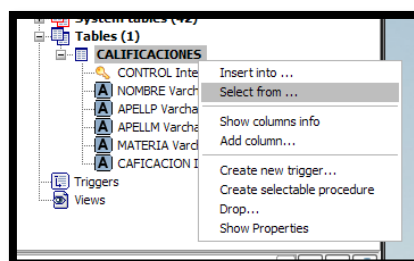 System tables (42)
Tables (1)
CALIFICACIONES
CONTROL Inte
NOMBRE Varch
APELLP Varcha
APELLM Varcha
MATERIA Varch
CAFICACION I
Triggers
Views
Insert into ...
Select from ...
Show columns info
Add column...
Create new trigger...
Create selectable procedure
Drop...
Show Properties